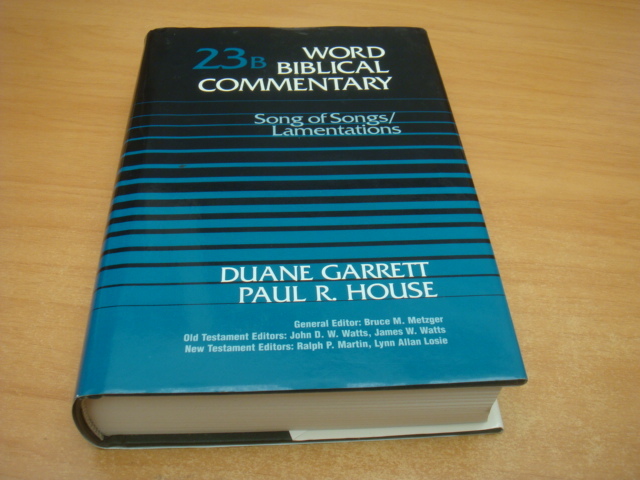 23B WORD
BIBLICAL
COMMENTARY
Song of Songs/
Lamentations
DUANE GARRETT
PAUL R. HOUSE
General Editor: Bruce M. Metzger
Old Testament Editors: John D. W. Watts, James W. Watts
New Testament Editors: Ralph P. Martin, Lynn Allan Losie